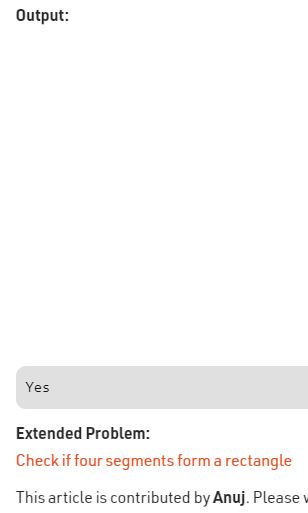 Output:
Yes
Extended Problem:
Check if four segments form a rectangle
This article is contributed by Anuj. Please